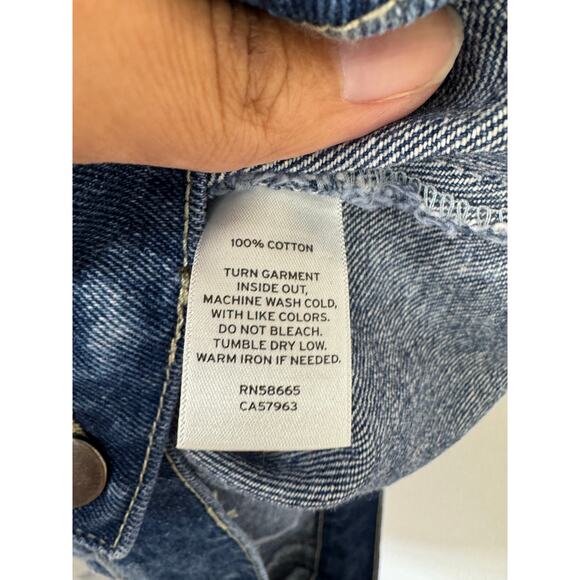 100% COTTON
TURN GARMENT
INSIDE OUT,
MACHINE WASH COLD,
WITH LIKE COLORS.
DO NOT BLEACH.
TUMBLE DRY LOW.
WARM IRON IF NEEDED.
RN58665
CA57963